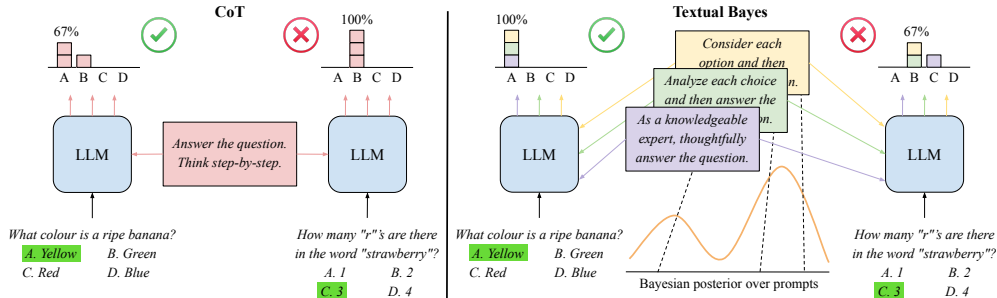 CoT
67%
A B C D
100%
A B C D
LLM
Answer the question.
Think step-by-step.
LLM
What colour is a ripe banana?
A. Yellow B. Green
C. Red D. Blue
How many "r"'s are there
in the word "strawberry"?
A. 1 B. 2
C. 3 D. 4
Textual Bayes
100%
A B C D
67%
A B C D
Consider each
option and then
Analyze each choice
and then answer the
As a knowledgeable
expert, thoughtfully
answer the question.
LLM
LLM
What colour is a ripe banana?
A. Yellow B. Green
C. Red D. Blue
Bayesian posterior over prompts
How many "r"'s are there
in the word "strawberry"?
A. 1 B. 2
C. 3 D. 4